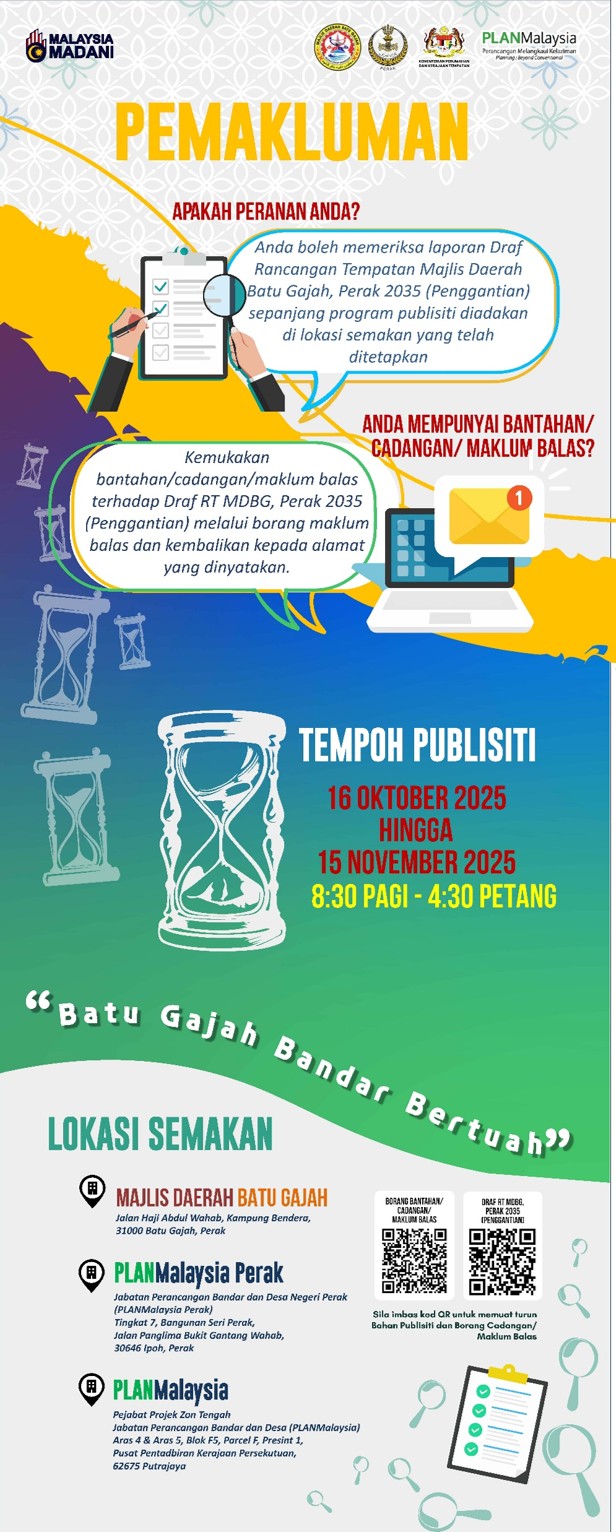 MALAYSIA
MADANI
PERAK
KEMENTERIAN PERUMAHAN
DAN KERAJAAN TEMPATAN
PLANMalaysia
Perancangan Melangkaui Kelaziman
Planning : Beyond Conventional
PEMAKLUMAN
APAKAH PERANAN ANDA?
Anda boleh memeriksa laporan Draf
Rancangan Tempatan Majlis Daerah
Batu Gajah, Perak 2035 (Penggantian)
sepanjang program publisiti diadakan
di lokasi semakan yang telah
ditetapkan
ANDA MEMPUNYAI BANTAHAN/
CADANGAN/ MAKLUM BALAS?
Kemukakan
bantahan/cadangan/maklum balas
terhadap Draf RT MDBG, Perak 2035
(Penggantian) melalui borang maklum
balas dan kembalikan kepada alamat
yang dinyatakan.
1
TEMPOH PUBLISITI
16 OKTOBER 2025
HINGGA
15 NOVEMBER 2025
8:30 PAGI - 4:30 PETANG
“Batu Gajah Bandar Bertuah”
LOKASI SEMAKAN
MAJLIS DAERAH BATU GAJAH
Jalan Haji Abdul Wahab, Kampung Bendera,
31000 Batu Gajah, Perak
PLANMalaysia Perak
Jabatan Perancangan Bandar dan Desa Negeri Perak
(PLANMalaysia Perak)
Tingkat 7, Bangunan Seri Perak,
Jalan Panglima Bukit Gantang Wahab,
30646 Ipoh, Perak
PLANMalaysia
Pejabat Projek Zon Tengah
Jabatan Perancangan Bandar dan Desa (PLANMalaysia)
Aras 4 & Aras 5, Blok F5, Parcel F, Presint 1,
Pusat Pentadbiran Kerajaan Persekutuan,
62675 Putrajaya
BORANG BANTAHAN/
CADANGAN/
MAKLUM BALAS
DRAF RT MDBG,
PERAK 2035
(PENGGANTIAN)
Sila imbas kod QR untuk memuat turun
Bahan Publisiti dan Borang Cadangan/
Maklum Balas